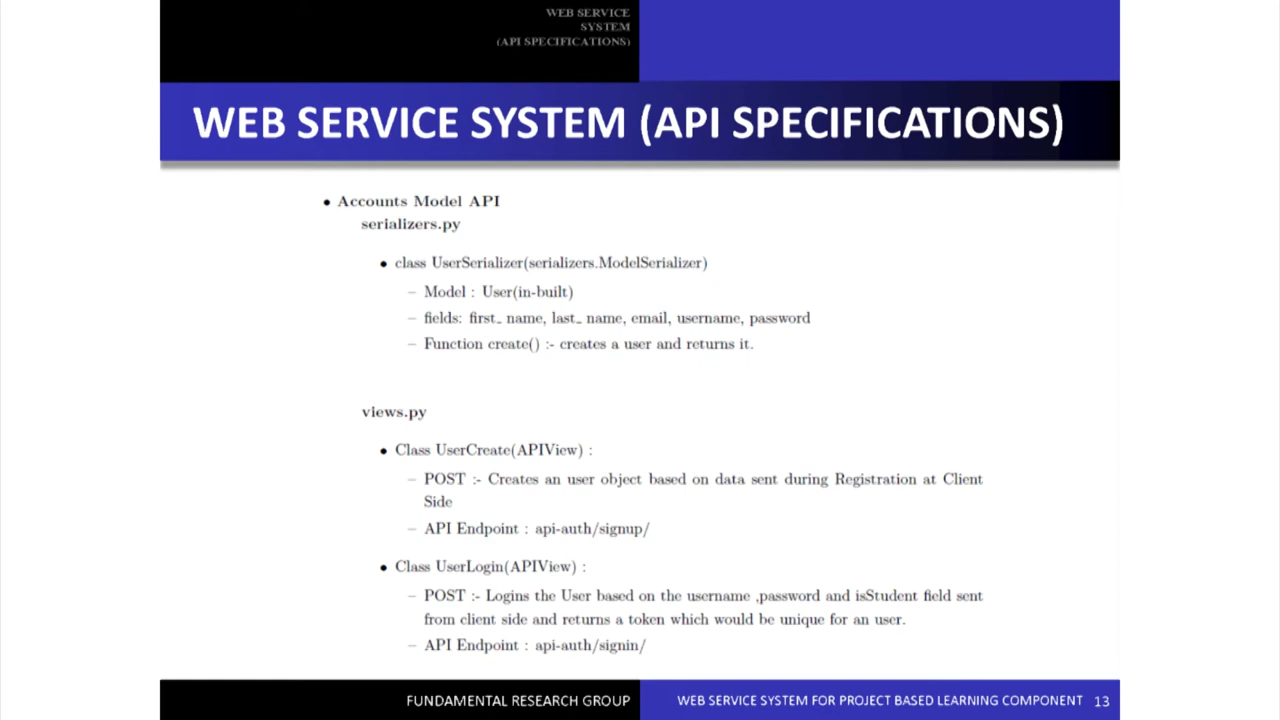 WEB SERVICE
SYSTEM
(API SPECIFICATIONS)
WEB SERVICE SYSTEM (API SPECIFICATIONS)
• Accounts Model API
serializers.py
• class UserSerializer(serializers.ModelSerializer)
– Model : User(in-built)
– fields: first_ name, last_ name, email, username, password
– Function create() :- creates a user and returns it.
views.py
• Class UserCreate(APIView) :
– POST :- Creates an user object based on data sent during Registration at Client
Side
– API Endpoint : api-auth/signup/
• Class UserLogin(APIView) :
– POST :- Logins the User based on the username ,password and isStudent field sent
from client side and returns a token which would be unique for an user.
– API Endpoint : api-auth/signin/
FUNDAMENTAL RESEARCH GROUP
WEB SERVICE SYSTEM FOR PROJECT BASED LEARNING COMPONENT 13